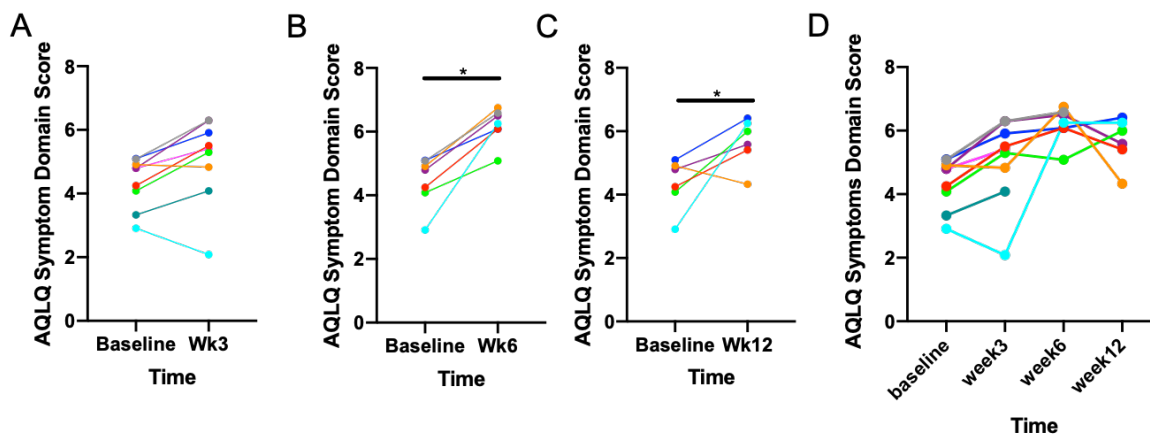 A
AQLQ Symptom Domain Score
8
6
4
2
0
Baseline Wk3
Time
B
AQLQ Symptom Domain Score
8
6
4
2
0
*
Baseline Wk6
Time
C
AQLQ Symptom Domain Score
8
6
4
2
0
*
Baseline Wk12
Time
D
AQLQ Symptoms Domain Score
8
6
4
2
0
baseline
week3
week6
week12
Time